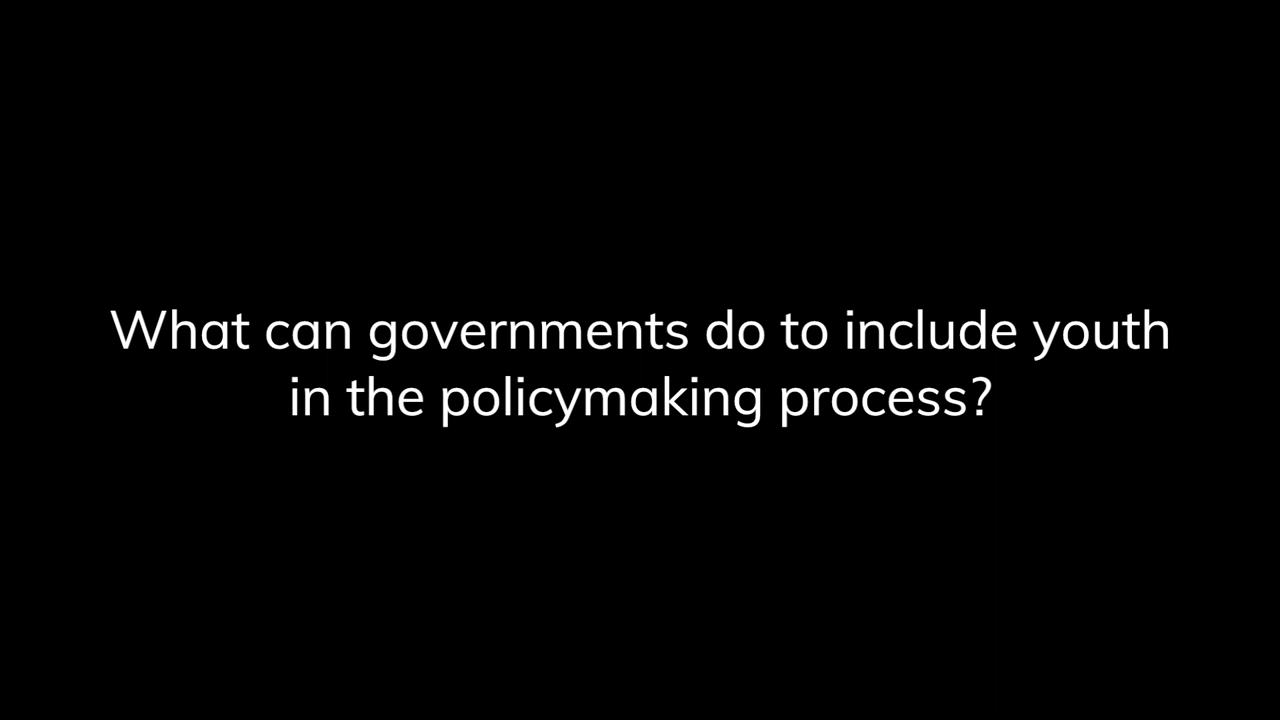 What can governments do to include youth
in the policymaking process?